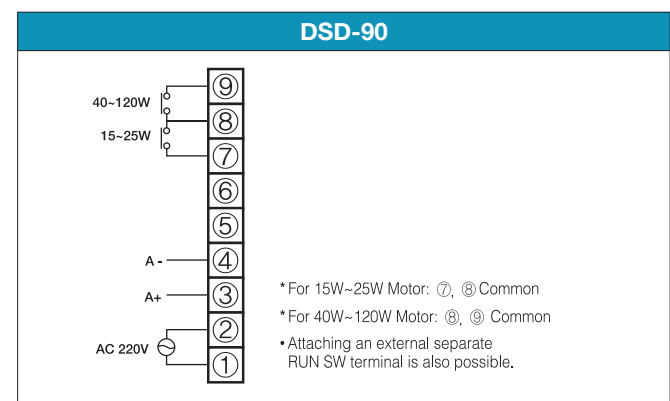 DSD-90
⑨
40~120W
⑧
15~25W
⑦
⑥
⑤
A - ④
A+ ③
②
AC 220V
①
* For 15W~25W Motor: ⑦, ⑧ Common
* For 40W~120W Motor: ⑧, ⑨ Common
• Attaching an external separate
RUN SW terminal is also possible.